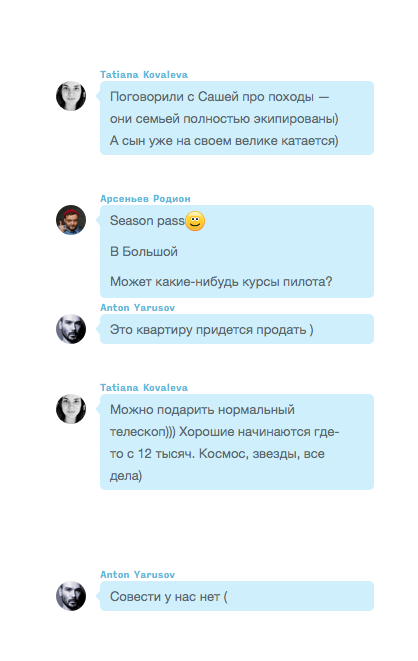 Tatiana Kovaleva
Поговорили с Сашей про походы —
они семьей полностью экипированы)
А сын уже на своем велике катается)
Арсеньев Родион
Season pass
В Большой
Может какие-нибудь курсы пилота?
Anton Yarusov
Это квартиру придется продать )
Tatiana Kovaleva
Можно подарить нормальный
телескоп))) Хорошие начинаются где-
то с 12 тысяч. Космос, звезды, все
дела)
Anton Yarusov
Совести у нас нет (